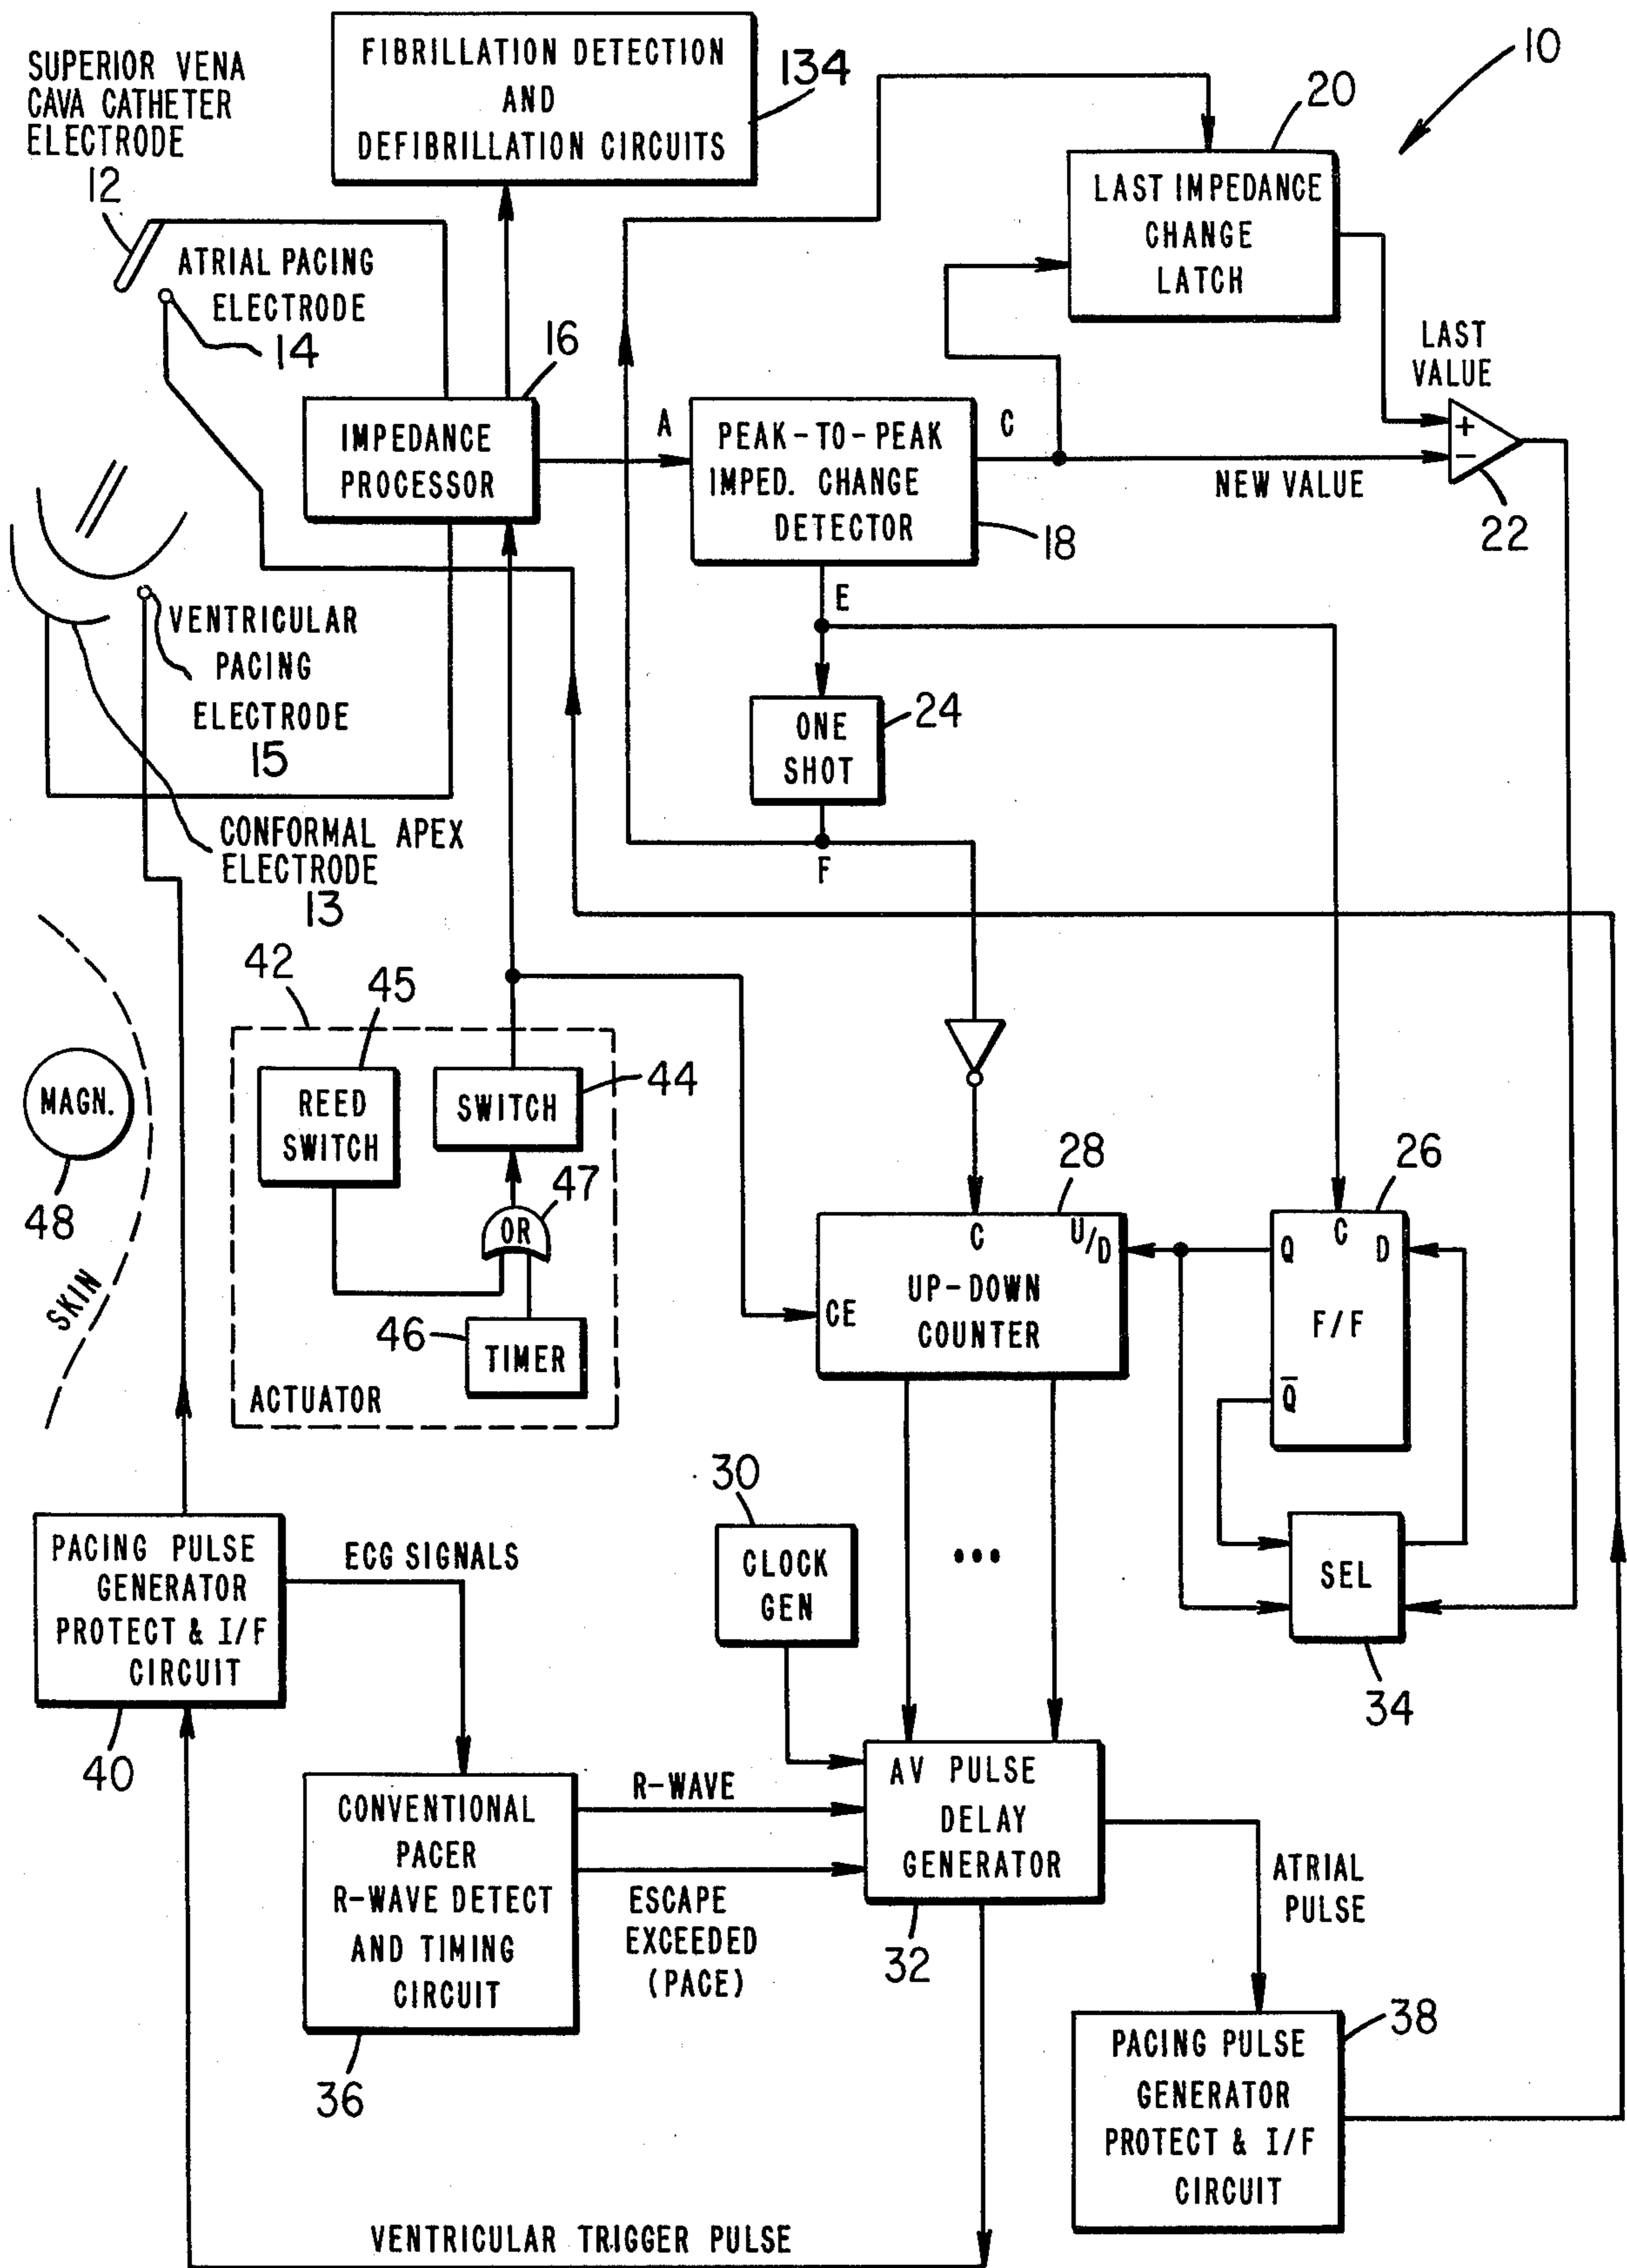 SUPERIOR VENA
CAVA CATHETER
ELECTRODE
12
FIBRILLATION DETECTION
AND
DEFIBRILLATION CIRCUITS
134
10
20
LAST IMPEDANCE
CHANGE
LATCH
ATRIAL PACING
ELECTRODE
14
16
IMPEDANCE
PROCESSOR
A
PEAK-TO-PEAK
IMPED. CHANGE
DETECTOR
18
C
NEW VALUE
LAST
VALUE
+
−
22
E
VENTRICULAR
PACING
ELECTRODE
15
ONE
SHOT
24
F
CONFORMAL APEX
ELECTRODE
13
42
45
REED
SWITCH
SWITCH
44
MAGN.
48
SKIN
OR
47
46
TIMER
ACTUATOR
28
C
U/D
CE
UP-DOWN
COUNTER
26
Q
C
D
F/F
Q̅
30
CLOCK
GEN
•••
SEL
34
PACING PULSE
GENERATOR
PROTECT & I/F
CIRCUIT
40
ECG SIGNALS
CONVENTIONAL
PACER
R-WAVE DETECT
AND TIMING
CIRCUIT
36
R-WAVE
ESCAPE
EXCEEDED
(PACE)
AV PULSE
DELAY
GENERATOR
32
ATRIAL
PULSE
38
PACING PULSE
GENERATOR
PROTECT & I/F
CIRCUIT
VENTRICULAR TRIGGER PULSE